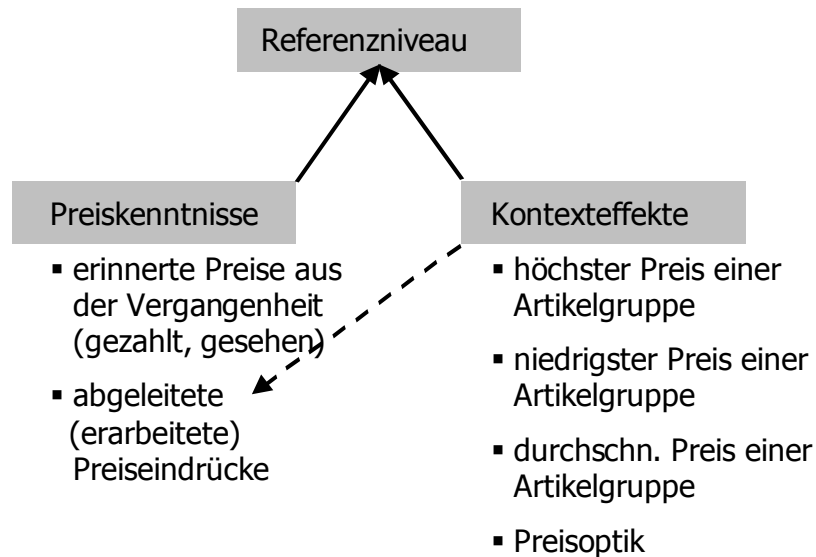 Referenzniveau
Preiskenntnisse
▪ erinnerte Preise aus
der Vergangenheit
(gezahlt, gesehen)
▪ abgeleitete
(erarbeitete)
Preiseindrücke
Kontexteffekte
▪ höchster Preis einer
Artikelgruppe
▪ niedrigster Preis einer
Artikelgruppe
▪ durchschn. Preis einer
Artikelgruppe
▪ Preisoptik